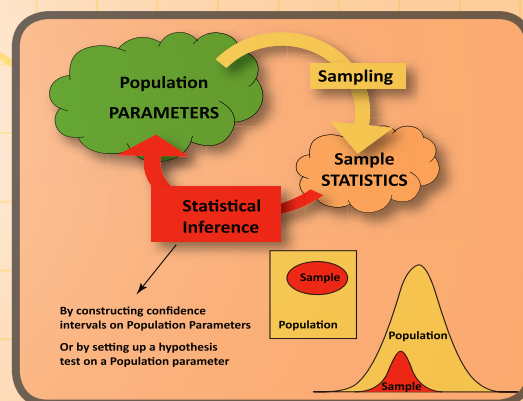 Population
PARAMETERS
Sampling
Sample
STATISTICS
Statistical
Inference
By constructing confidence
intervals on Population Parameters
Or by setting up a hypothesis
test on a Population parameter
Sample
Population
Population
Sample